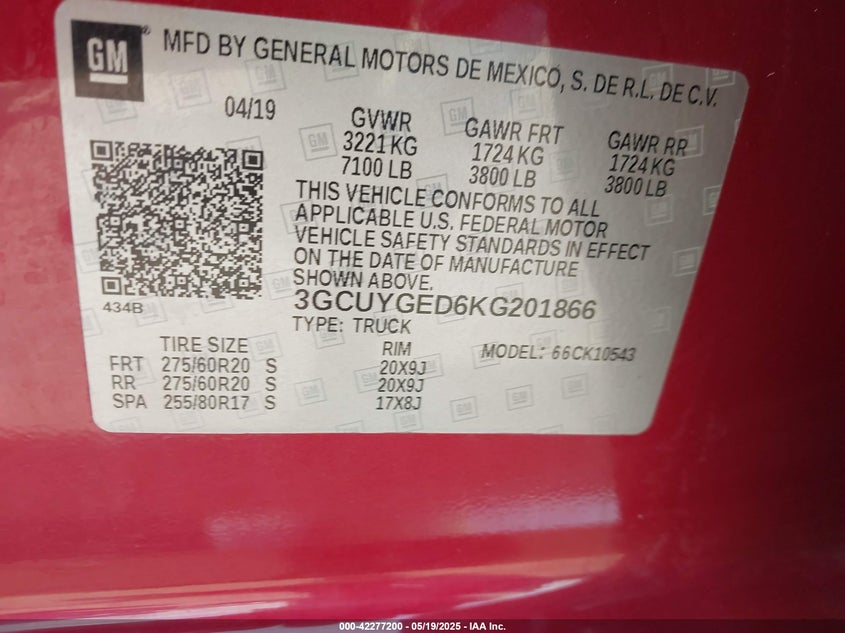 GM
MFD BY GENERAL MOTORS DE MEXICO, S. DE R.L. DE C.V.
04/19
GVWR
3221 KG
7100 LB
GAWR FRT
1724 KG
3800 LB
GAWR RR
1724 KG
3800 LB
THIS VEHICLE CONFORMS TO ALL
APPLICABLE U.S. FEDERAL MOTOR
VEHICLE SAFETY STANDARDS IN EFFECT
ON THE DATE OF MANUFACTURE
SHOWN ABOVE.
434B
3GCUYGED6KG201866
TYPE: TRUCK
MODEL: 66CK10543
TIRE SIZE RIM
FRT 275/60R20 S 20X9J
RR 275/60R20 S 20X9J
SPA 255/80R17 S 17X8J
000-42277200 - 05/19/2025 - IAA Inc.